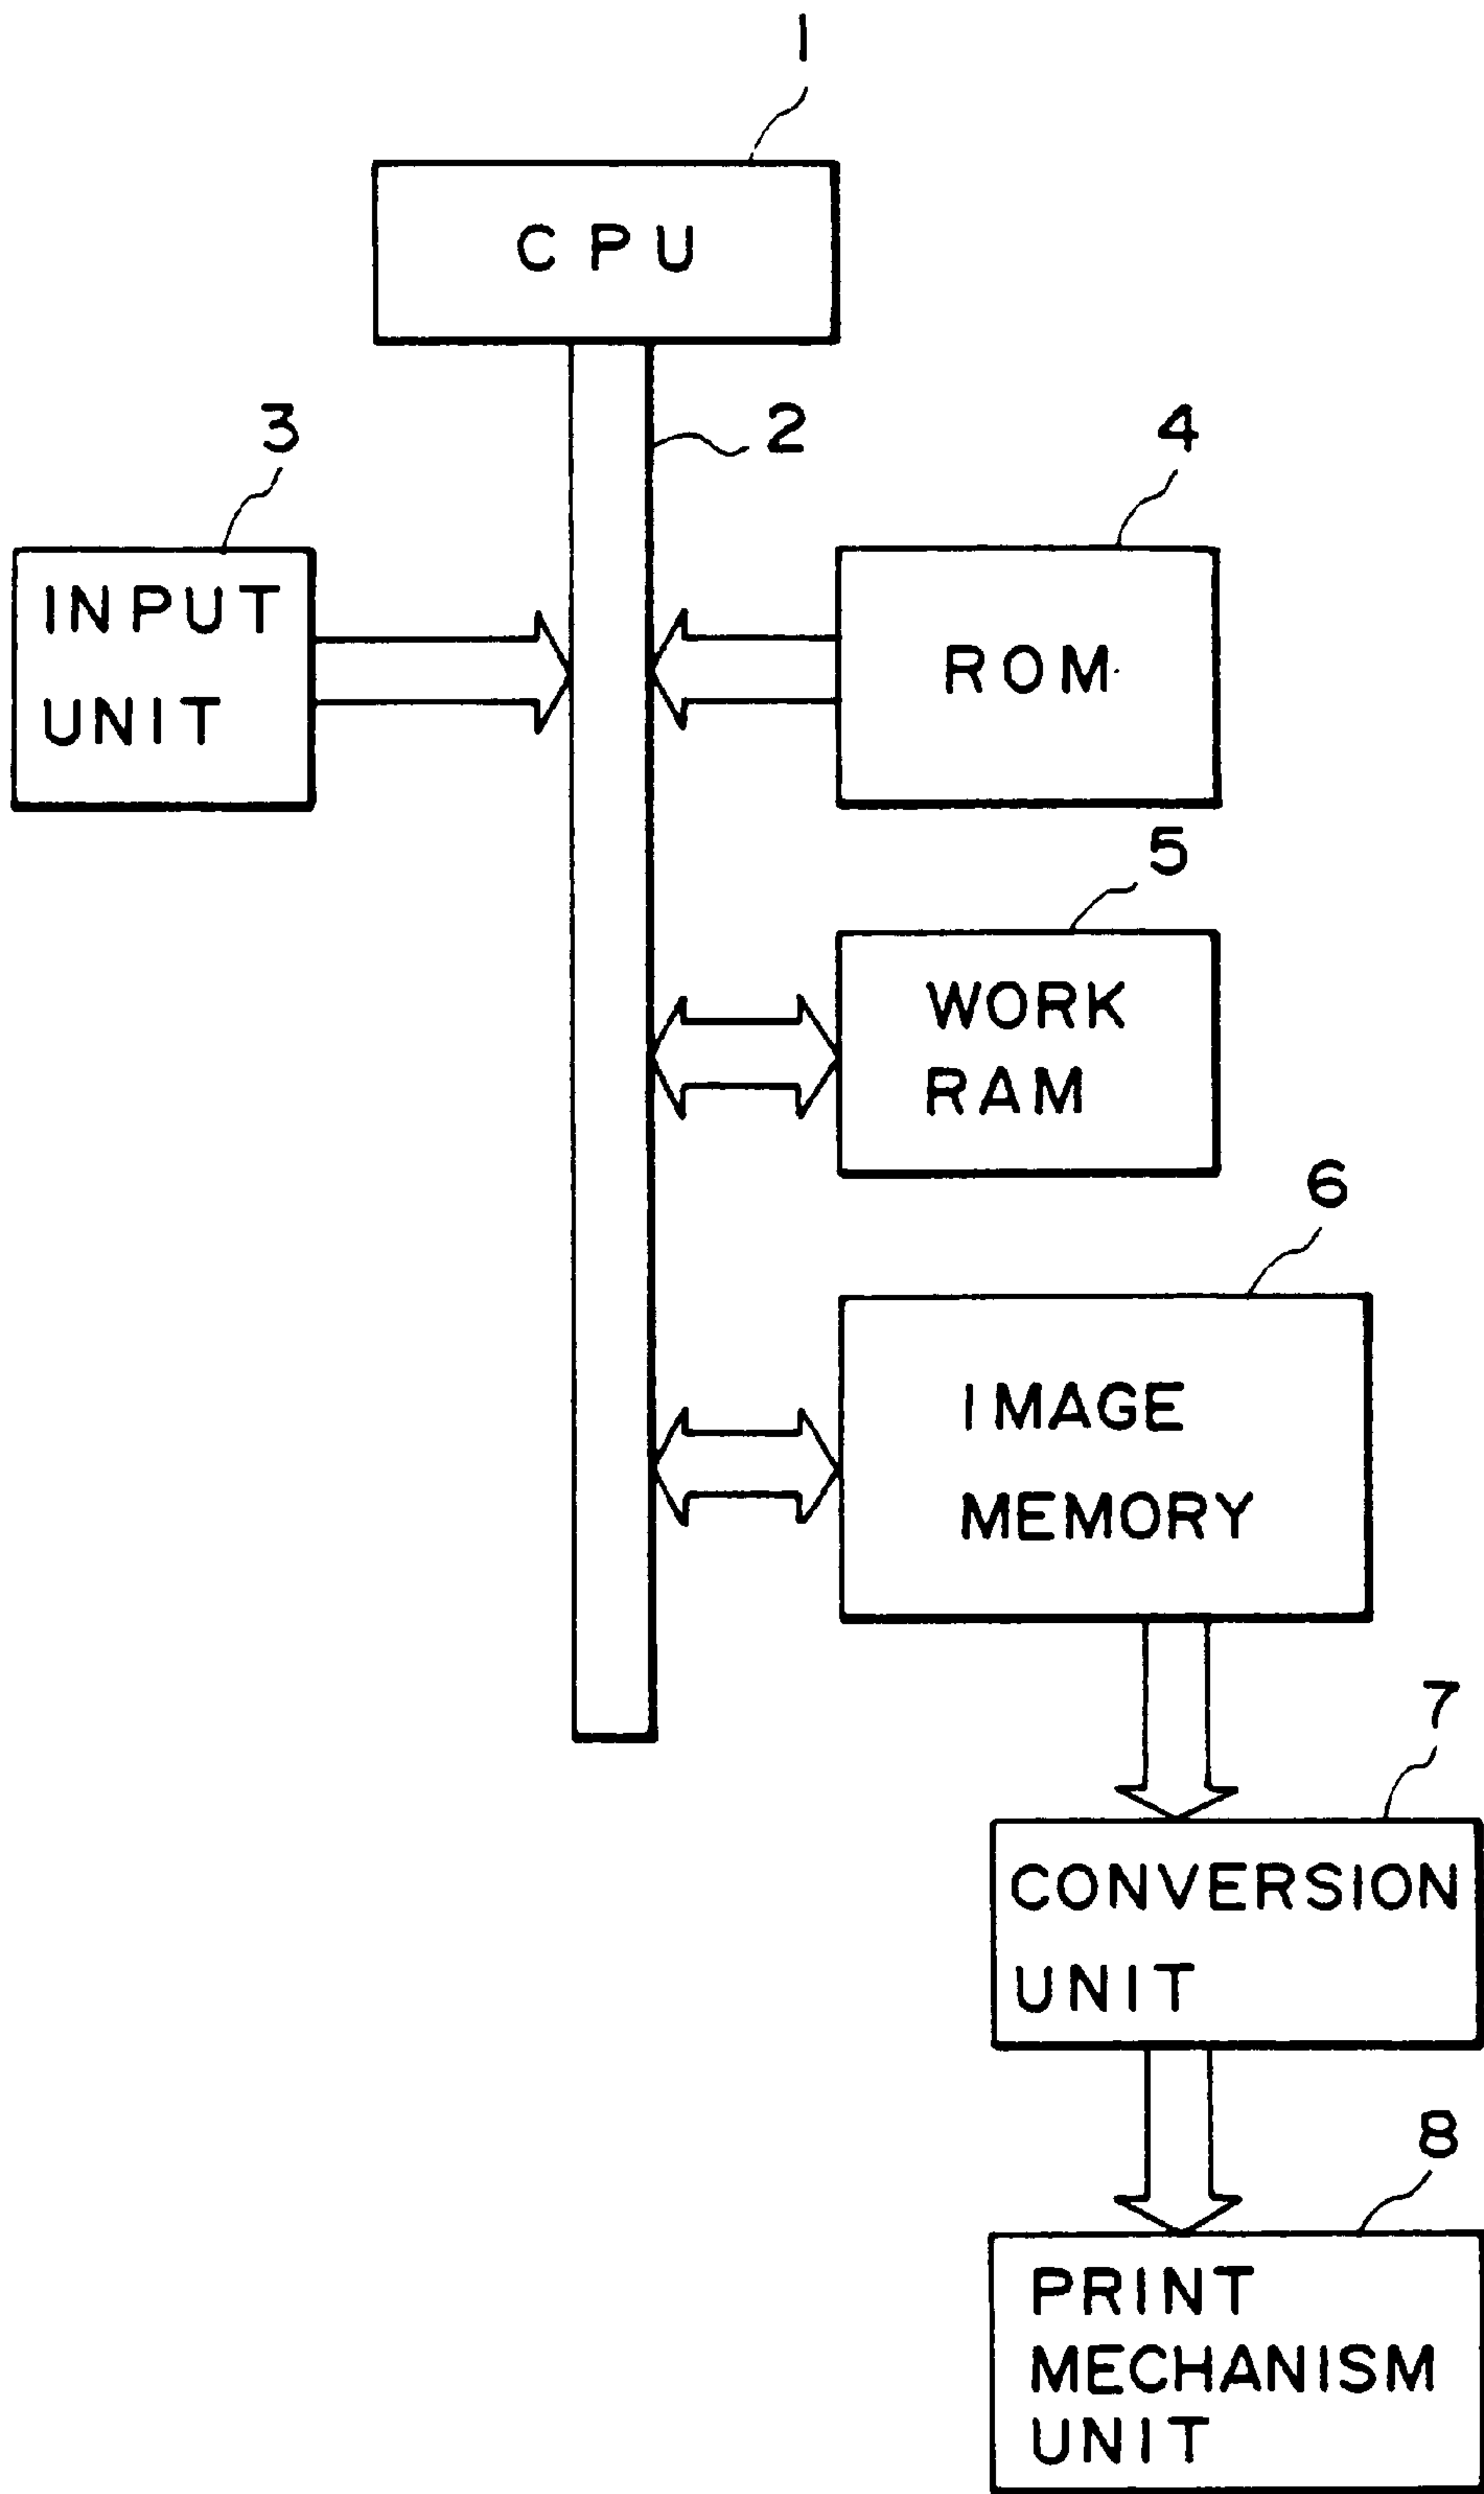 1
CPU
2
3
4
INPUT
UNIT
ROM
5
WORK
RAM
6
IMAGE
MEMORY
7
CONVERSION
UNIT
8
PRINT
MECHANISM
UNIT